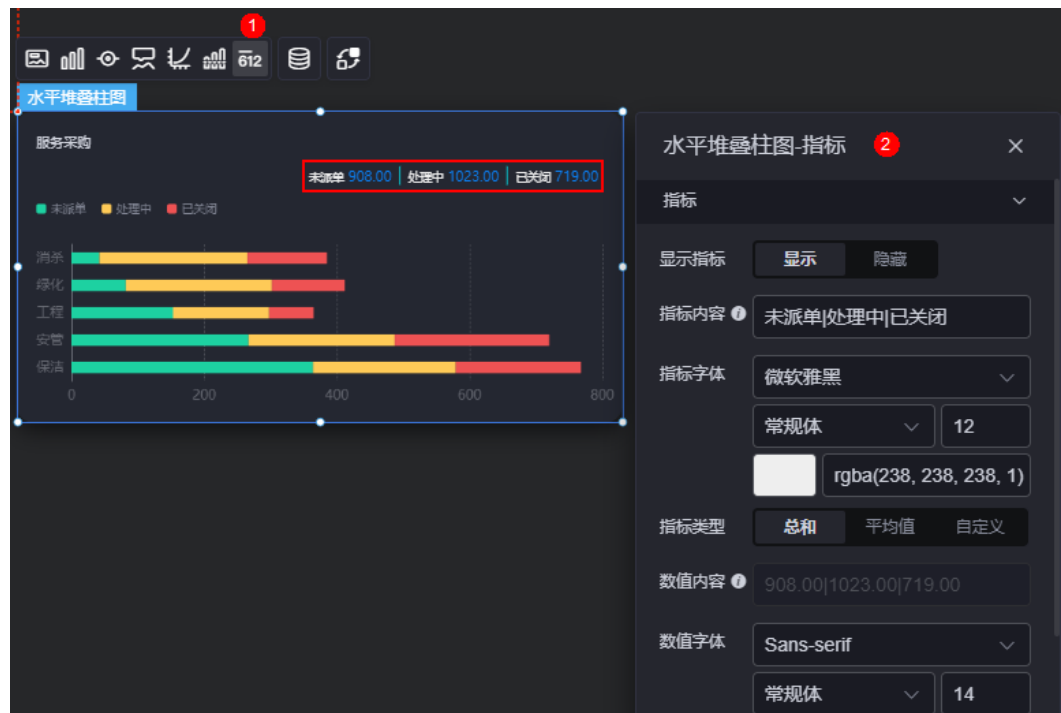 1
612
水平堆叠柱图
服务采购
未派单 908.00 处理中 1023.00 已关闭 719.00
未派单 处理中 已关闭
消杀
绿化
工程
安管
保洁
0 200 400 600 800
水平堆叠柱图-指标 2
指标
显示指标 显示 隐藏
指标内容 未派单|处理中|已关闭
指标字体 微软雅黑
常规体 12
rgba(238, 238, 238, 1)
指标类型 总和 平均值 自定义
数值内容 908.00|1023.00|719.00
数值字体 Sans-serif
常规体 14